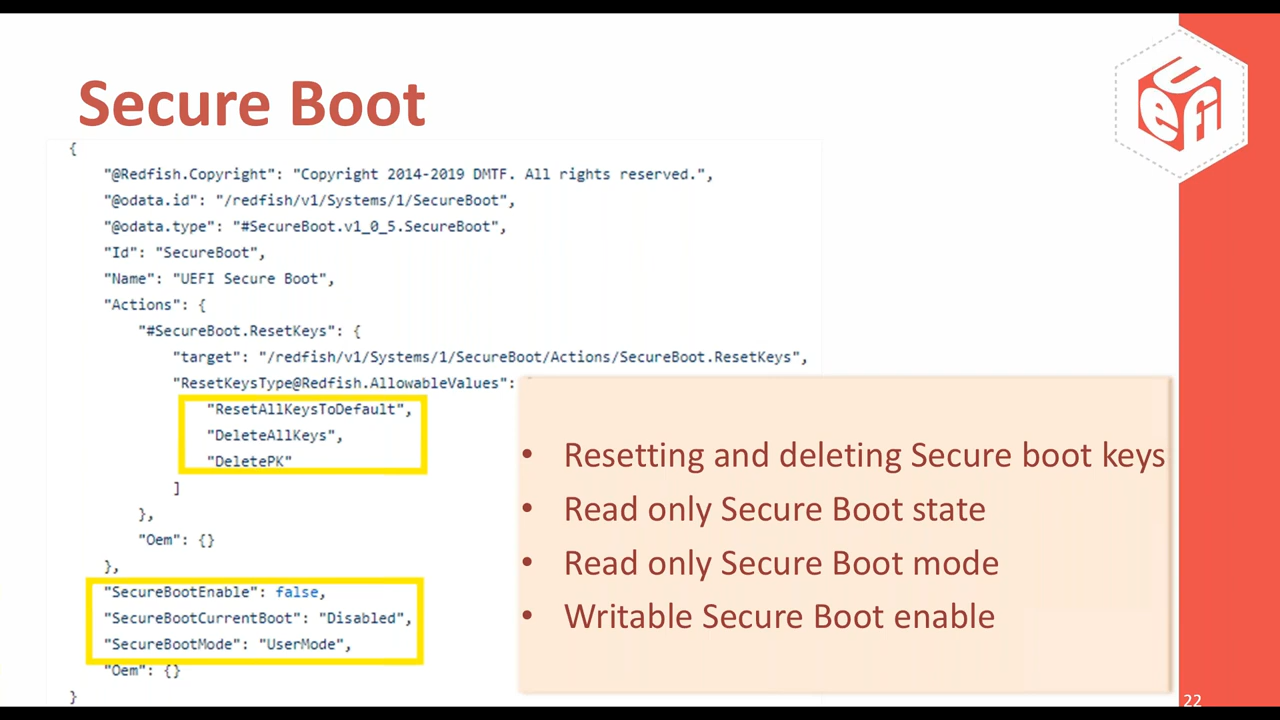 Secure Boot
UEFI
{
"@Redfish.Copyright": "Copyright 2014-2019 DMTF. All rights reserved.",
"@odata.id": "/redfish/v1/Systems/1/SecureBoot",
"@odata.type": "#SecureBoot.v1_0_5.SecureBoot",
"Id": "SecureBoot",
"Name": "UEFI Secure Boot",
"Actions": {
"#SecureBoot.ResetKeys": {
"target": "/redfish/v1/Systems/1/SecureBoot/Actions/SecureBoot.ResetKeys",
"ResetKeysType@Redfish.AllowableValues":
"ResetAllKeysToDefault",
"DeleteAllKeys",
"DeletePK"
]
},
"Oem": {}
},
"SecureBootEnable": false,
"SecureBootCurrentBoot": "Disabled",
"SecureBootMode": "UserMode",
"Oem": {}
}
• Resetting and deleting Secure boot keys
• Read only Secure Boot state
• Read only Secure Boot mode
• Writable Secure Boot enable
22